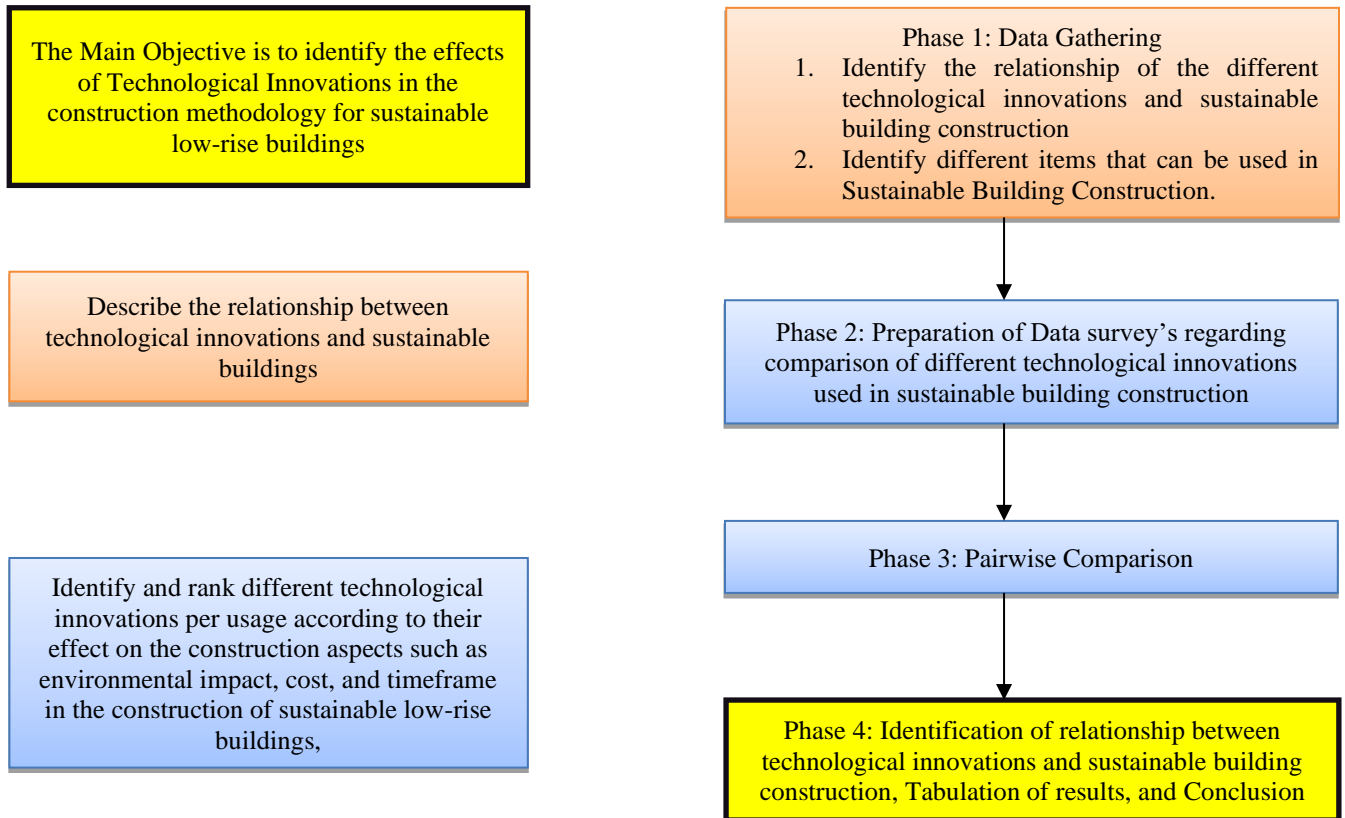 The Main Objective is to identify the effects
of Technological Innovations in the
construction methodology for sustainable
low-rise buildings
Describe the relationship between
technological innovations and sustainable
buildings
Identify and rank different technological
innovations per usage according to their
effect on the construction aspects such as
environmental impact, cost, and timeframe
in the construction of sustainable low-rise
buildings,
Phase 1: Data Gathering
1. Identify the relationship of the different
technological innovations and sustainable
building construction
2. Identify different items that can be used in
Sustainable Building Construction.
Phase 2: Preparation of Data survey’s regarding
comparison of different technological innovations
used in sustainable building construction
Phase 3: Pairwise Comparison
Phase 4: Identification of relationship between
technological innovations and sustainable building
construction, Tabulation of results, and Conclusion